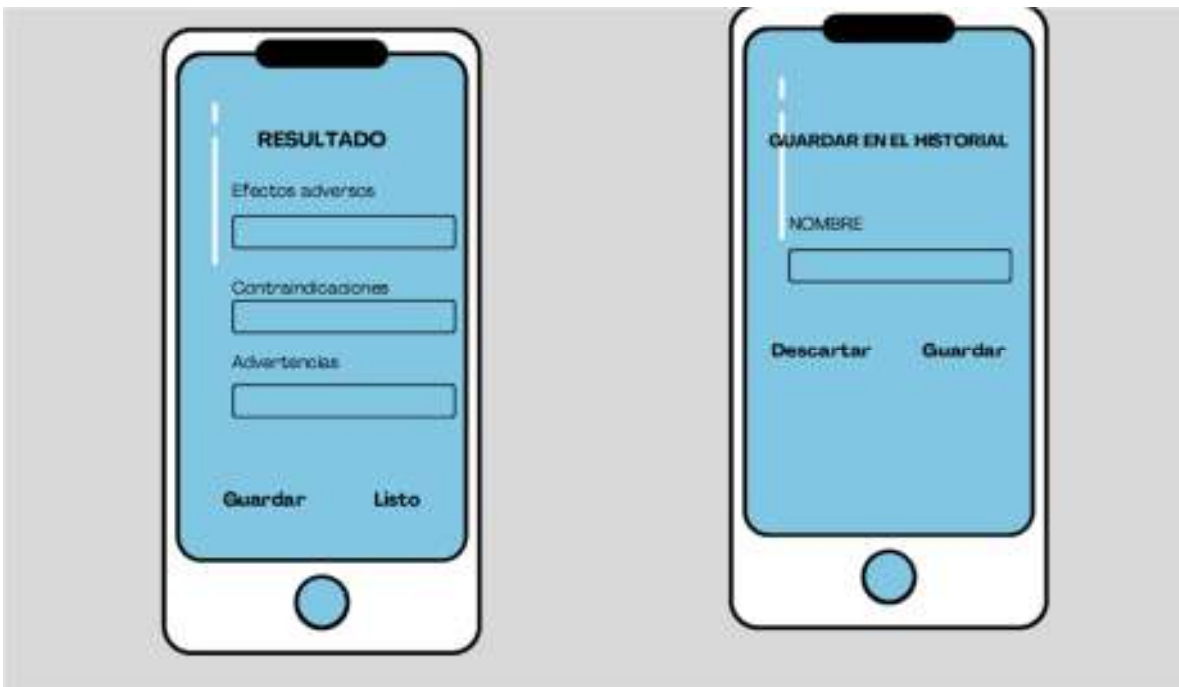 RESULTADO
Efectos adversos
Contraindicaciones
Advertencias
Guardar
Listo
GUARDAR EN EL HISTORIAL
NOMBRE
Descartar
Guardar